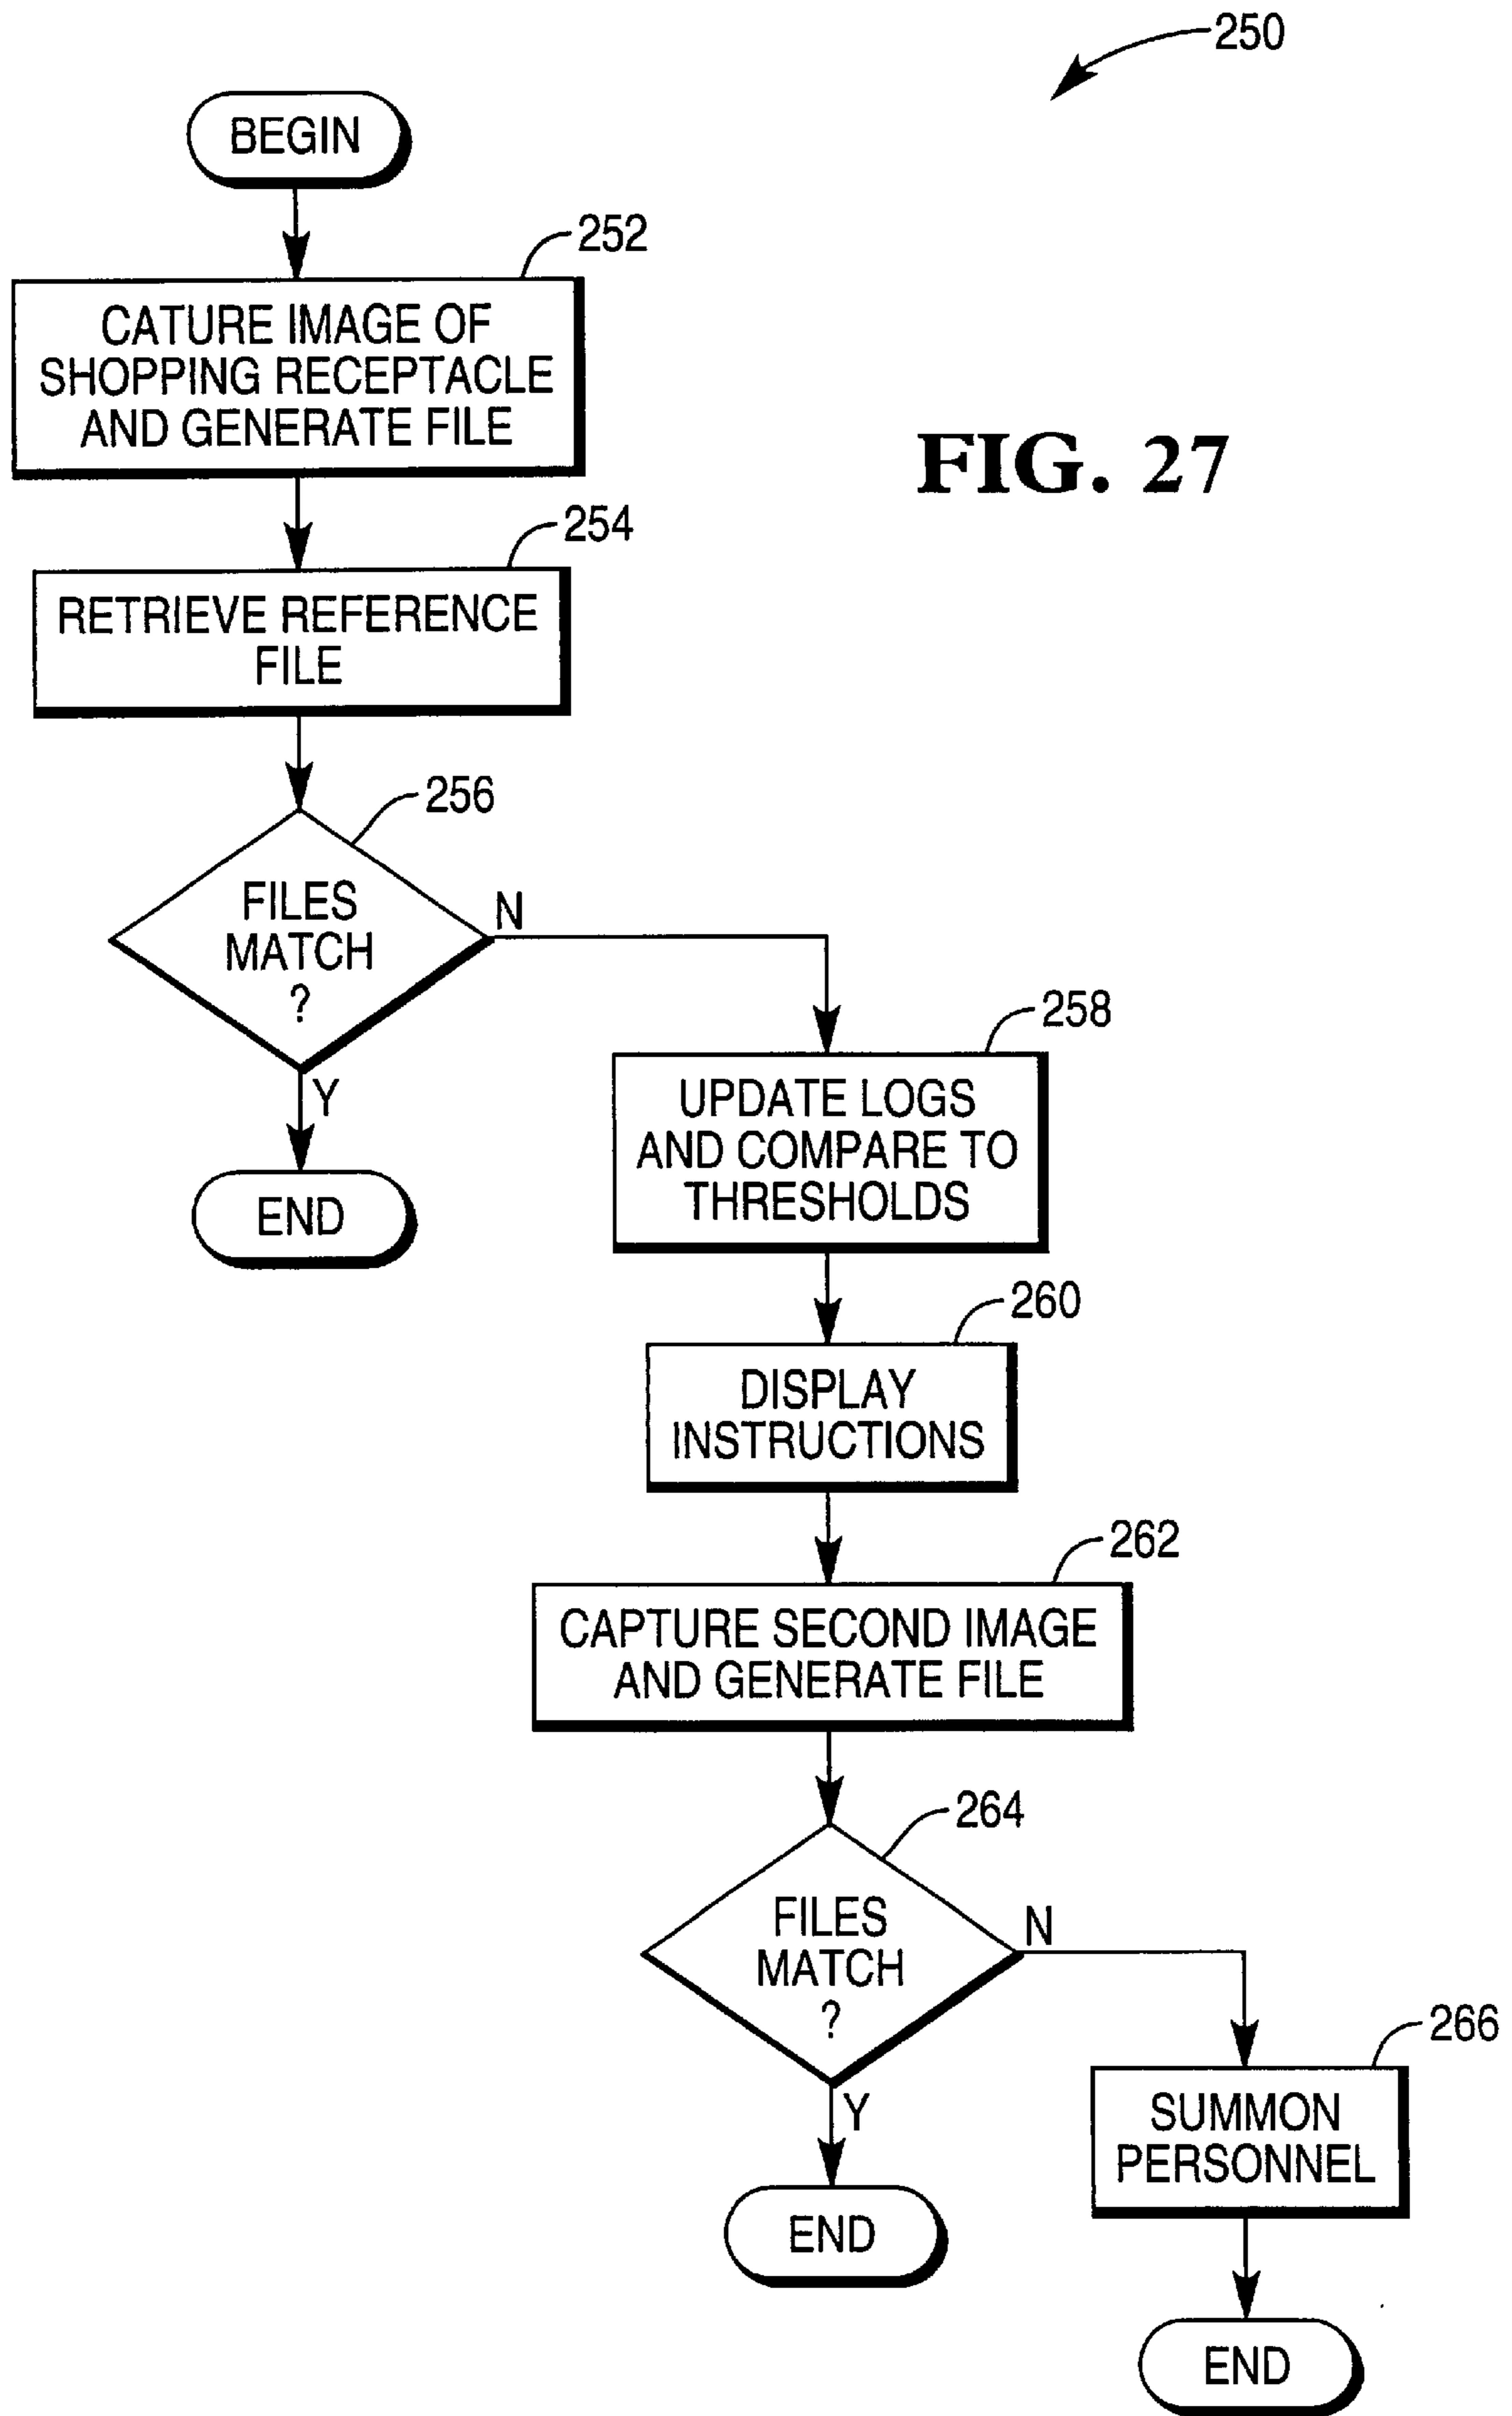 250
BEGIN
252
CATURE IMAGE OF
SHOPPING RECEPTACLE
AND GENERATE FILE
FIG. 27
254
RETRIEVE REFERENCE
FILE
256
FILES
MATCH
?
N
Y
END
258
UPDATE LOGS
AND COMPARE TO
THRESHOLDS
260
DISPLAY
INSTRUCTIONS
262
CAPTURE SECOND IMAGE
AND GENERATE FILE
264
FILES
MATCH
?
N
Y
END
266
SUMMON
PERSONNEL
END